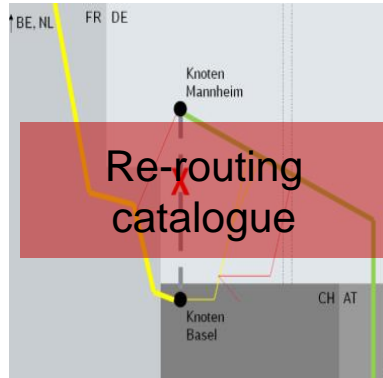 BE, NL
FR DE
Knoten
Mannheim
Re-routing
X
catalogue
CH AT
Knoten
Basel